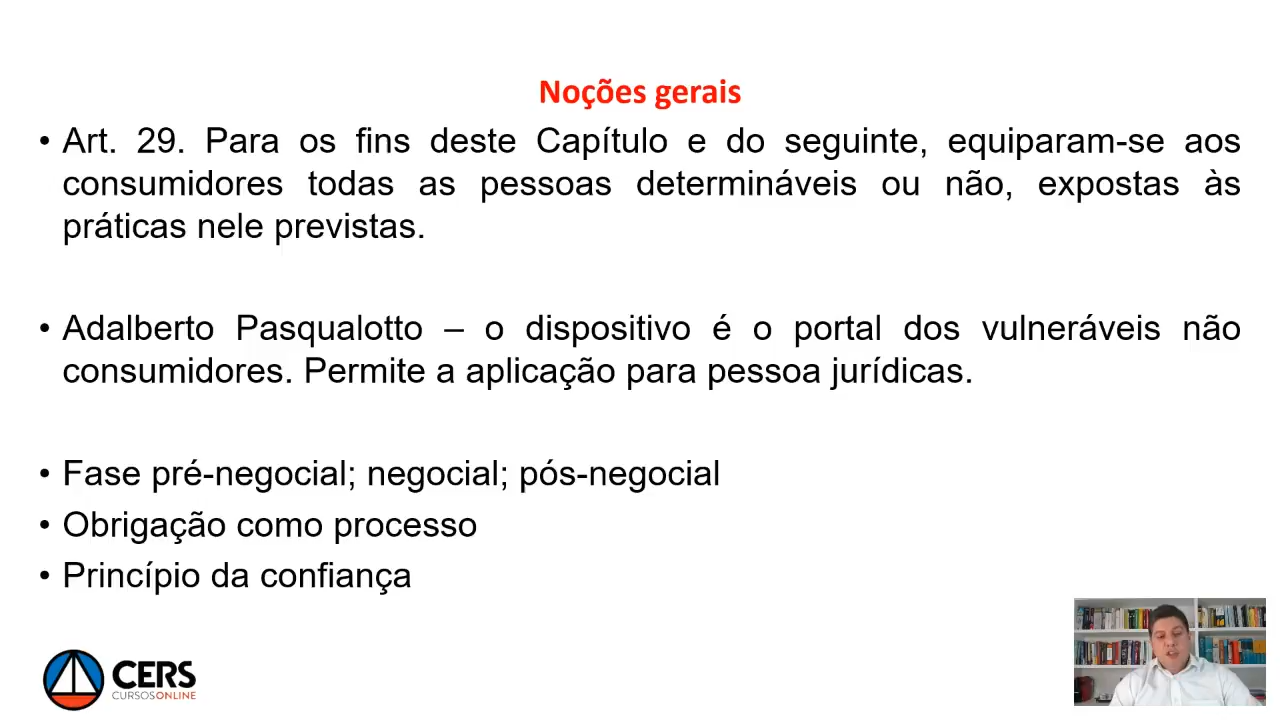 Noções gerais
• Art. 29. Para os fins deste Capítulo e do seguinte, equiparam-se aos
consumidores todas as pessoas determináveis ou não, expostas às
práticas nele previstas.
• Adalberto Pasqualotto – o dispositivo é o portal dos vulneráveis não
consumidores. Permite a aplicação para pessoa jurídicas.
• Fase pré-negocial; negocial; pós-negocial
• Obrigação como processo
• Princípio da confiança
CERS
CURSOSONLINE